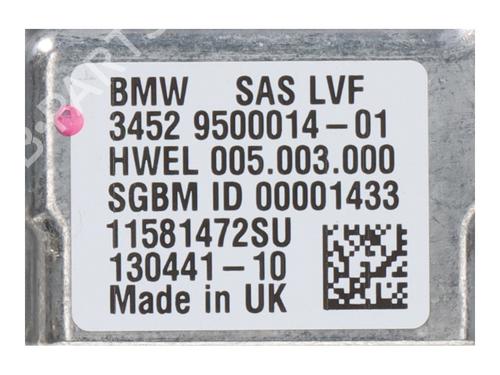 BMW SAS LVF
3452 9500014-01
HWEL 005.003.000
SGBM ID 00001433
11581472SU
130441-10
Made in UK
B-PARTS